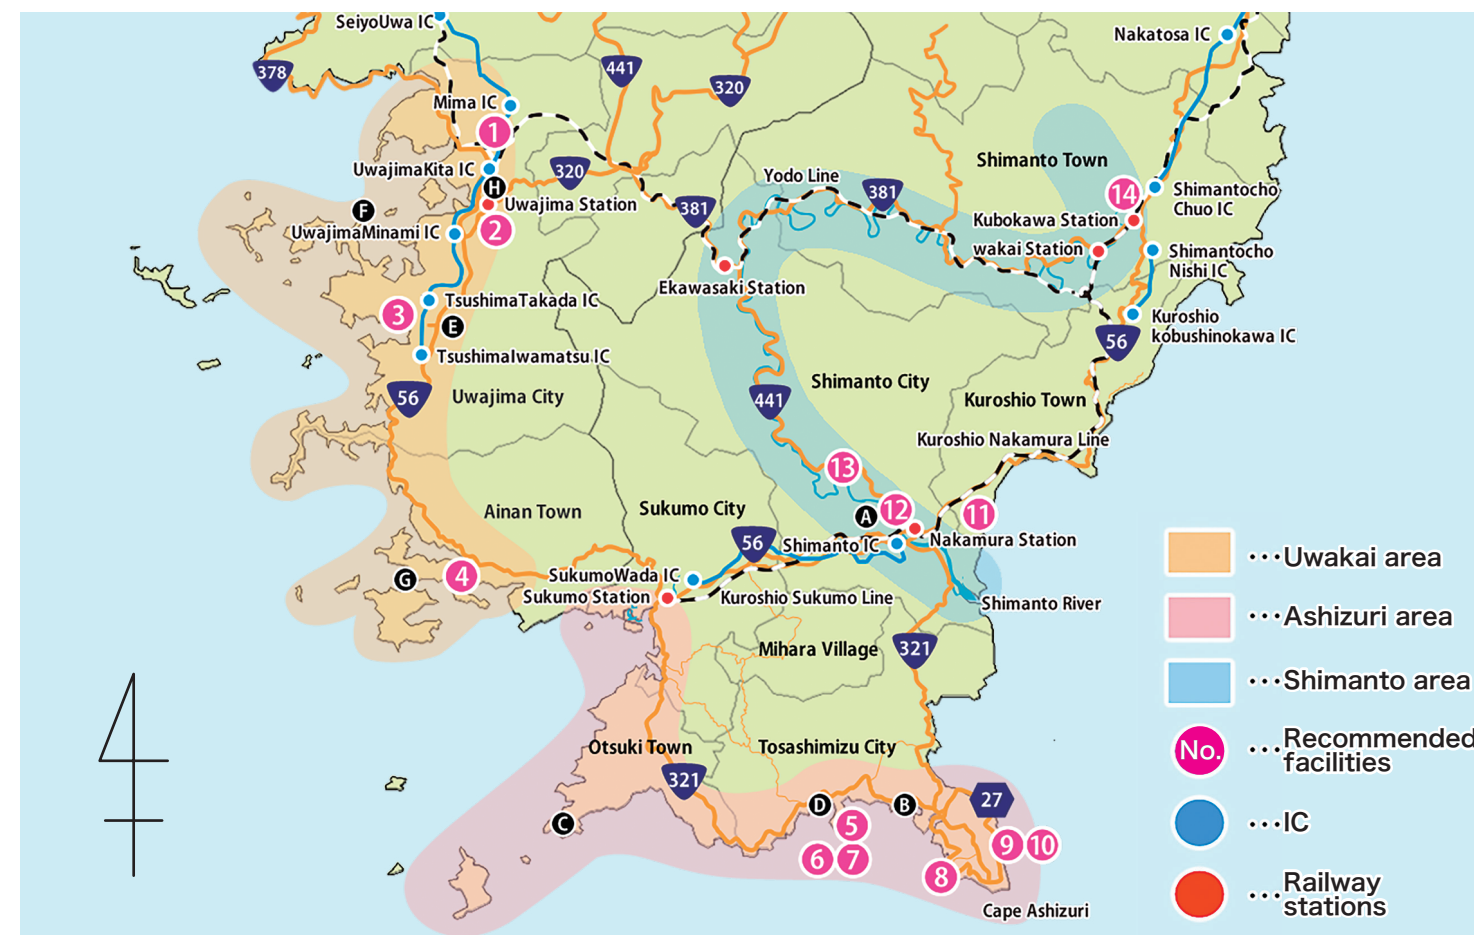 SeiyoUwa IC
Nakatosa IC
378
441
320
Mima IC
1
Shimanto Town
UwajimaKita IC
320
Yodo Line
381
14
Shimantocho
Chuo IC
H
Uwajima Station
F
381
Kubokawa Station
2
UwajimaMinami IC
wakai Station
Shimantocho
Nishi IC
Ekawasaki Station
TsushimaTakada IC
3
E
Kuroshio
kobushinokawa IC
56
TsushimaIwamatsu IC
56
Uwajima City
441
Shimanto City
Kuroshio Town
Kuroshio Nakamura Line
13
Ainan Town
Sukumo City
A
12
11
56
Shimanto IC
Nakamura Station
G
4
SukumoWada IC
Sukumo Station
Kuroshio Sukumo Line
Shimanto River
Mihara Village
321
Otsuki Town
Tosashimizu City
321
27
C
D
B
5
6
7
8
9
10
Cape Ashizuri
…Uwakai area
…Ashizuri area
…Shimanto area
No.
…Recommended
facilities
…IC
…Railway
stations